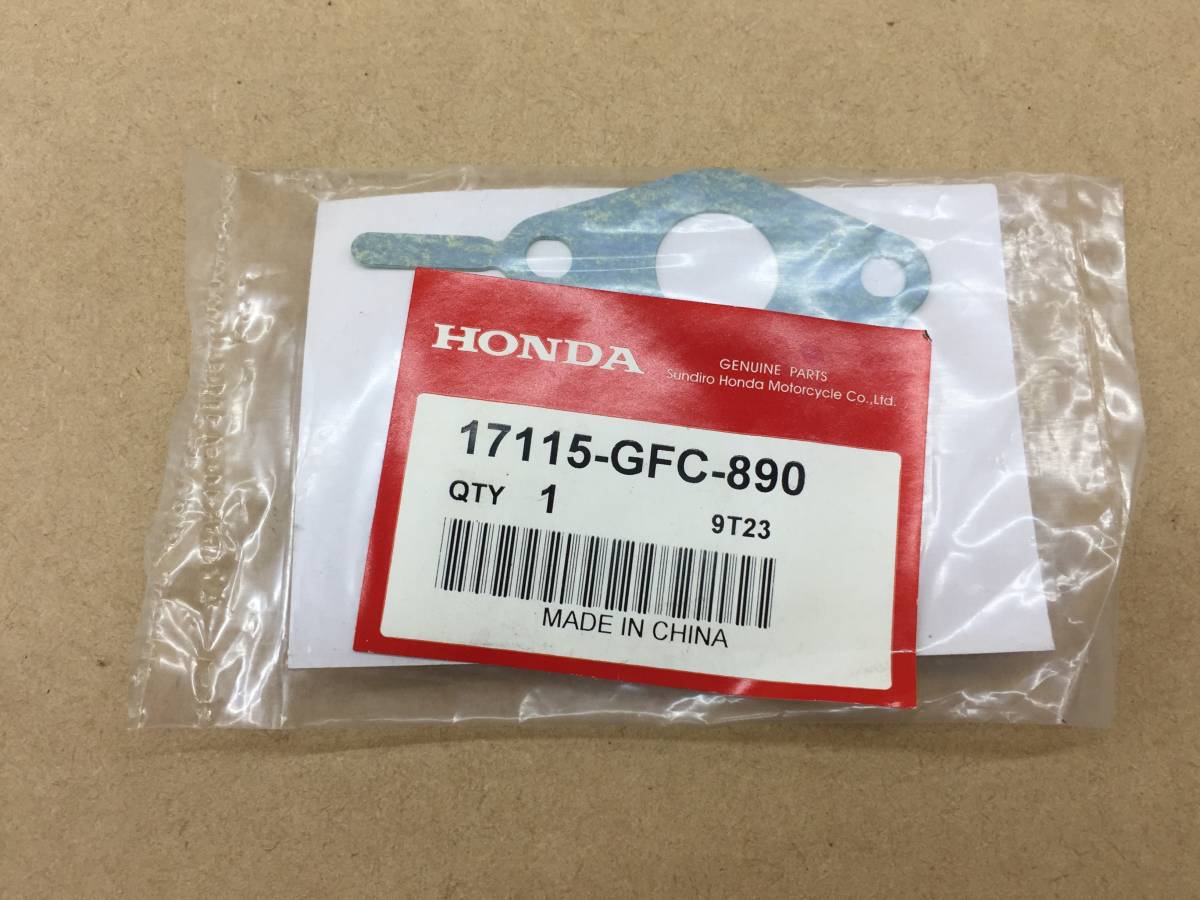 HONDA
GENUINE PARTS
Sundiro Honda Motorcycle Co.,Ltd.
17115-GFC-890
QTY 1
9T23
MADE IN CHINA